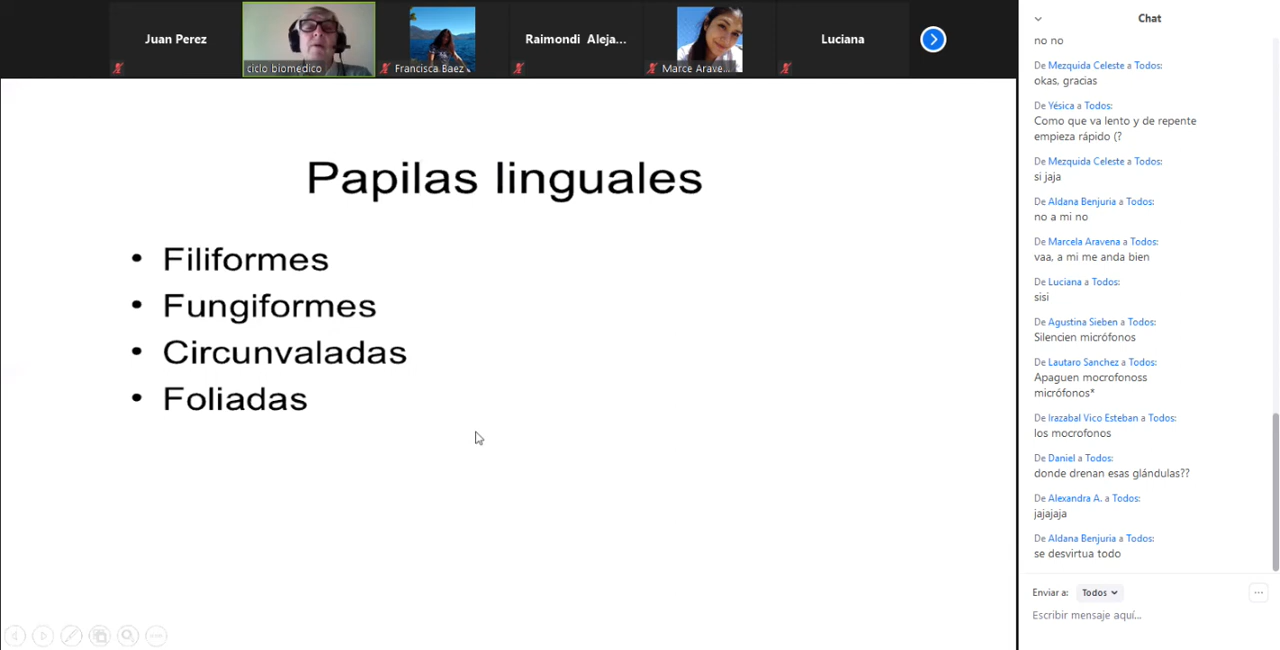 Juan Perez
ciclo biomedico
Francisca Baez
Raimondi Aleja...
Marce Arave...
Luciana
Papilas linguales
• Filiformes
• Fungiformes
• Circunvaladas
• Foliadas
Chat
no no
De Mezquida Celeste a Todos:
okas, gracias
De Yésica a Todos:
Como que va lento y de repente
empieza rápido (?
De Mezquida Celeste a Todos:
si jaja
De Aldana Benjuria a Todos:
no a mi no
De Marcela Aravena a Todos:
vaa, a mi me anda bien
De Luciana a Todos:
sisi
De Agustina Sieben a Todos:
Silencien micrófonos
De Lautaro Sanchez a Todos:
Apaguen mocrofonoss
micrófonos*
De Irazabal Vico Esteban a Todos:
los mocrofonos
De Daniel a Todos:
donde drenan esas glándulas??
De Alexandra A. a Todos:
jajajaja
De Aldana Benjuria a Todos:
se desvirtua todo
Enviar a: Todos
Escribir mensaje aquí...